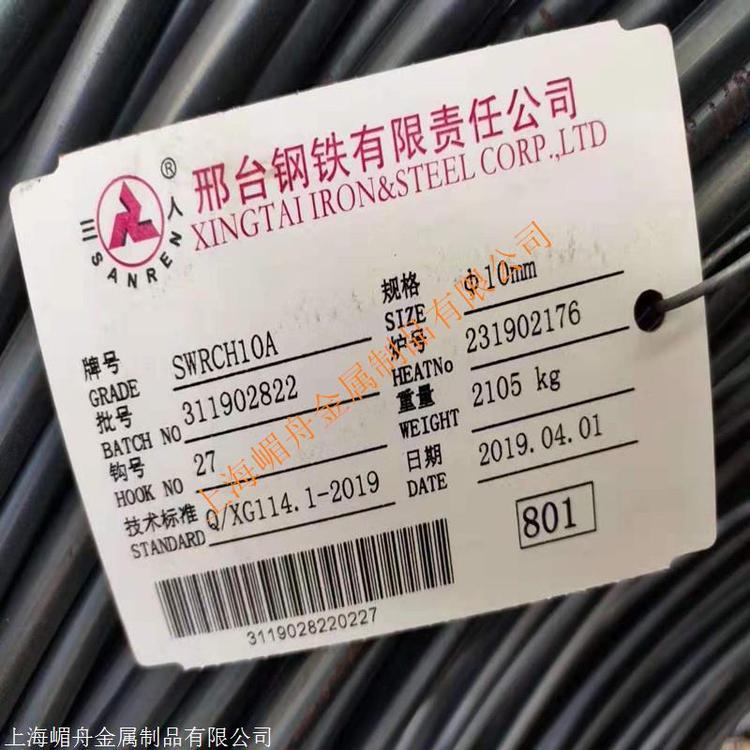 邢台钢铁有限责任公司
XINGTAI IRON&STEEL CORP.,LTD
®
三人
SANREN
牌号 SWRCH10A 规格 Φ10mm
GRADE SIZE
批号 311902822 炉号 231902176
BATCH NO HEATNo
钩号 27 重量 2105 kg
HOOK NO WEIGHT
技术标准 Q/XG114.1-2019 日期 2019.04.01
STANDARD DATE
801
3119028220227
上海媚舟金属制品有限公司
上海媚舟金属制品有限公司